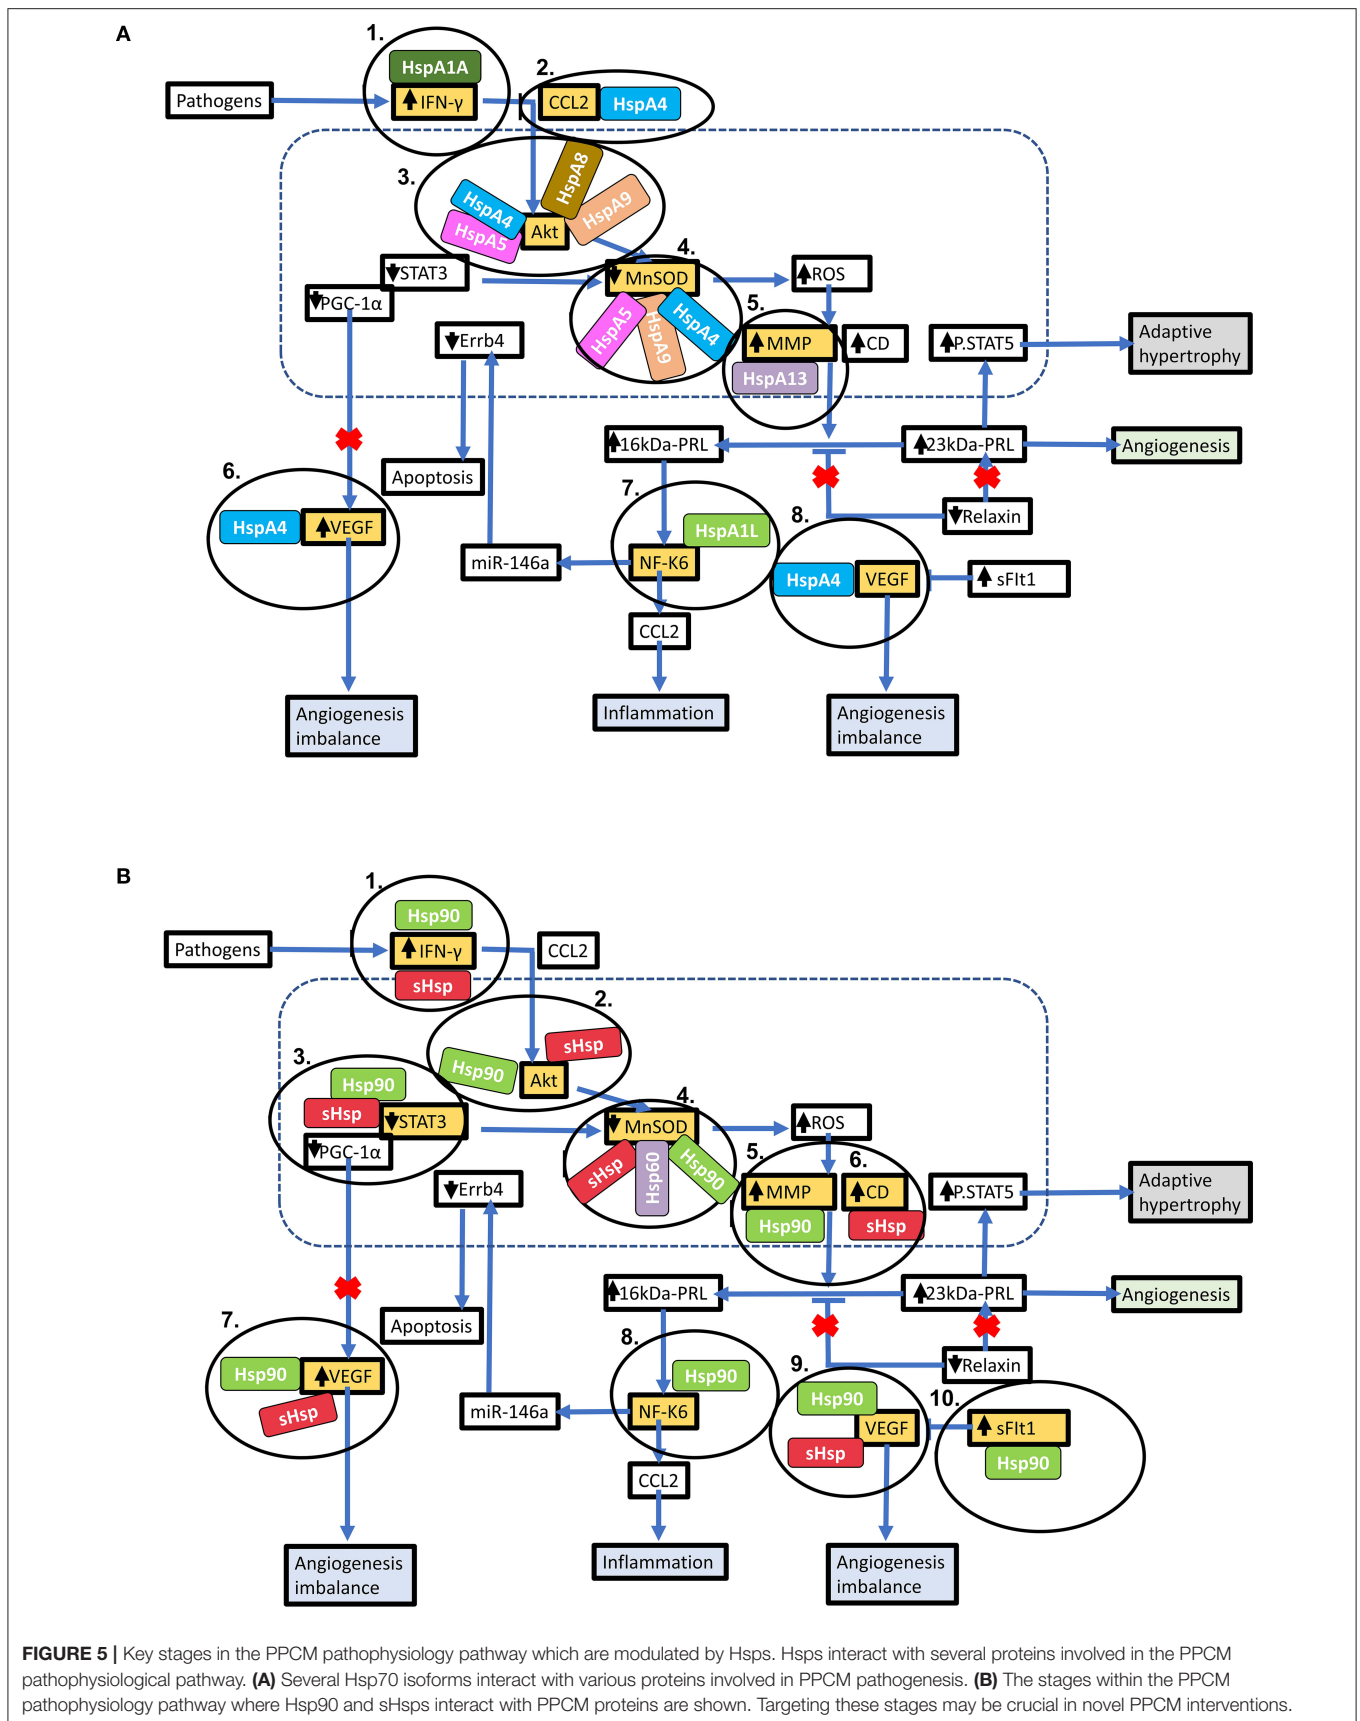 A
1.
HspA1A
2.
Pathogens
IFN-γ
CCL2
HspA4
3.
HspA8
HspA4
HspA9
HspA5
Akt
4.
STAT3
MnSOD
ROS
PGC-1α
5.
HspA5
HspA9
HspA4
Errb4
MMP
CD
P.STAT5
Adaptive
hypertrophy
HspA13
16kDa-PRL
23kDa-PRL
Angiogenesis
6.
Apoptosis
7.
HspA4
VEGF
HspA1L
8.
Relaxin
miR-146a
NF-K6
HspA4
VEGF
sFlt1
CCL2
Angiogenesis
imbalance
Inflammation
Angiogenesis
imbalance
B
1.
Hsp90
Pathogens
IFN-γ
CCL2
sHsp
2.
sHsp
3.
Hsp90
Akt
Hsp90
sHsp
4.
STAT3
MnSOD
ROS
PGC-1α
5.
6.
sHsp
Hsp60
Hsp90
Errb4
MMP
CD
P.STAT5
Adaptive
hypertrophy
Hsp90
sHsp
16kDa-PRL
23kDa-PRL
Angiogenesis
7.
Apoptosis
8.
Hsp90
VEGF
Hsp90
9.
Relaxin
sHsp
Hsp90
10.
miR-146a
NF-K6
VEGF
sFlt1
sHsp
Hsp90
CCL2
Angiogenesis
imbalance
Inflammation
Angiogenesis
imbalance
FIGURE 5 | Key stages in the PPCM pathophysiology pathway which are modulated by Hsps. Hsps interact with several proteins involved in the PPCM
pathophysiological pathway. (A) Several Hsp70 isoforms interact with various proteins involved in PPCM pathogenesis. (B) The stages within the PPCM
pathophysiology pathway where Hsp90 and sHsps interact with PPCM proteins are shown. Targeting these stages may be crucial in novel PPCM interventions.